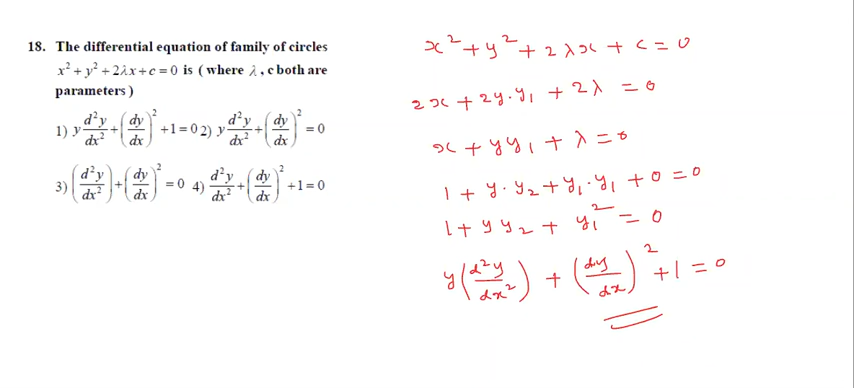 18. The differential equation of family of circles
x² + y² + 2λx + c = 0 is ( where λ , c both are
parameters )
1) y d²y/dx² + (dy/dx)² + 1 = 0 2) y d²y/dx² + (dy/dx)² = 0
3) (d²y/dx²) + (dy/dx)² = 0 4) d²y/dx² + (dy/dx)² + 1 = 0
x² + y² + 2λx + c = 0
2x + 2y·y₁ + 2λ = 0
x + yy₁ + λ = 0
1 + y·y₂ + y₁·y₁ + 0 = 0
1 + yy₂ + y₁² = 0
y(d²y/dx²) + (dy/dx)² + 1 = 0